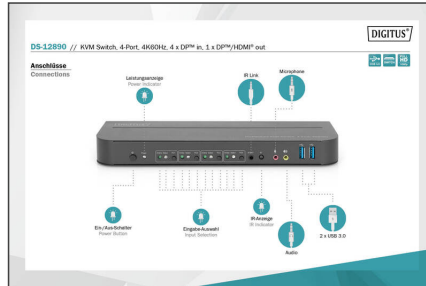 DIGITUS®
DS-12890 // KVM Switch, 4-Port, 4K60Hz, 4 x DP™ in, 1 x DP™/HDMI® out
Anschlüsse
Connections
Leistungsanzeige
Power Indicator
IR Link
Microphone
Ein-/Aus-Schalter
Power Button
Eingabe-Auswahl
Input Selection
IR-Anzeige
IR Indicator
Audio
2 x USB 3.0